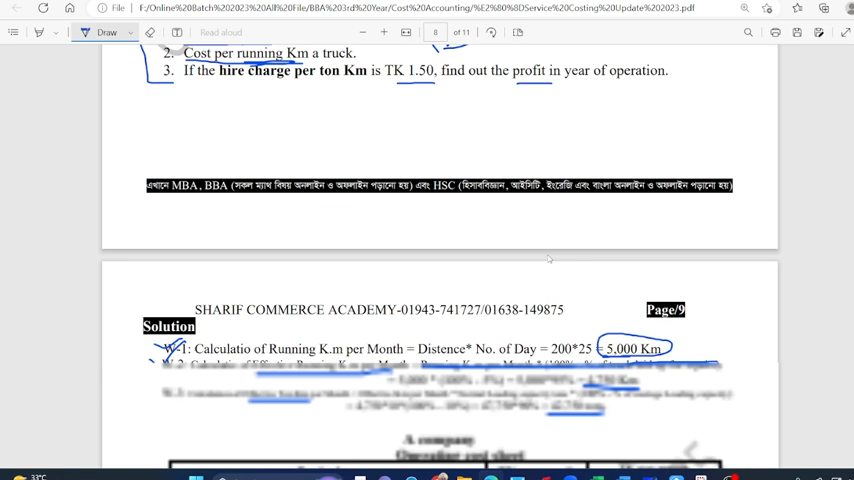 File F:/Online%20Batch%202023%20All%20File/BBA%203rd%20Year/Cost%20Accounting/%E2%80%8DService%20Costing%20Update%202023.pdf
Draw Read aloud 8 of 11
2. Cost per running Km a truck.
3. If the hire charge per ton Km is TK 1.50, find out the profit in year of operation.
এখানে MBA, BBA (সকল ম্যাথ বিষয় অনলাইন ও অফলাইন পড়ানো হয়) এবং HSC (হিসাববিজ্ঞান, আইসিটি, ইংরেজি এবং বাংলা অনলাইন ও অফলাইন পড়ানো হয়)
SHARIF COMMERCE ACADEMY-01943-741727/01638-149875 Page/9
Solution
W-1: Calculatio of Running K.m per Month = Distence* No. of Day = 200*25 = 5,000 Km
A company
Operating cost sheet
33°C